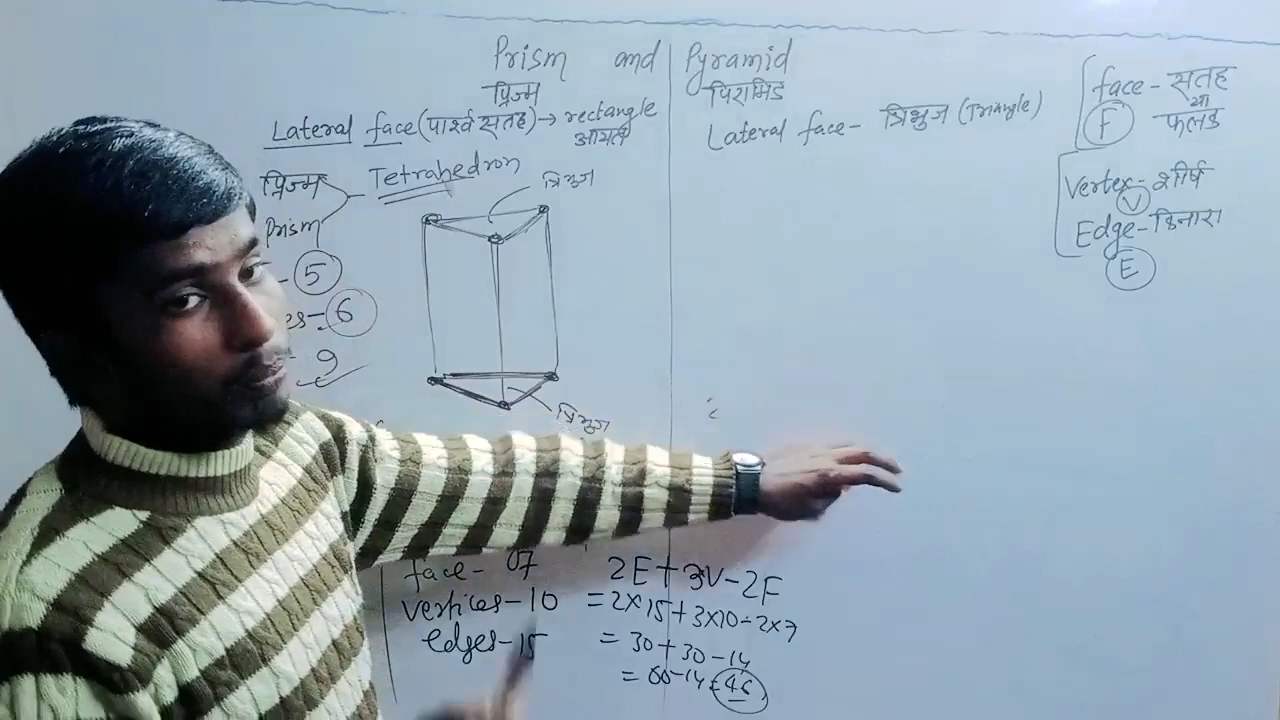 Prism and Pyramid
प्रिज्म पिरामिड
Lateral face (पार्श्व सतह) → rectangle
आयत
Lateral face - त्रिभुज (Triangle)
face - सतह
या
F फलक
Vertex - शीर्ष
V
Edge - किनारा
E
प्रिज्म - Tetrahedron
Prism
त्रिभुज
- 5
es - 6
- 9
त्रिभुज
face - 07
vertices - 10
edges - 15
2E + 3V - 2F
= 2×15 + 3×10 - 2×7
= 30 + 30 - 14
= 60 - 14 = 46